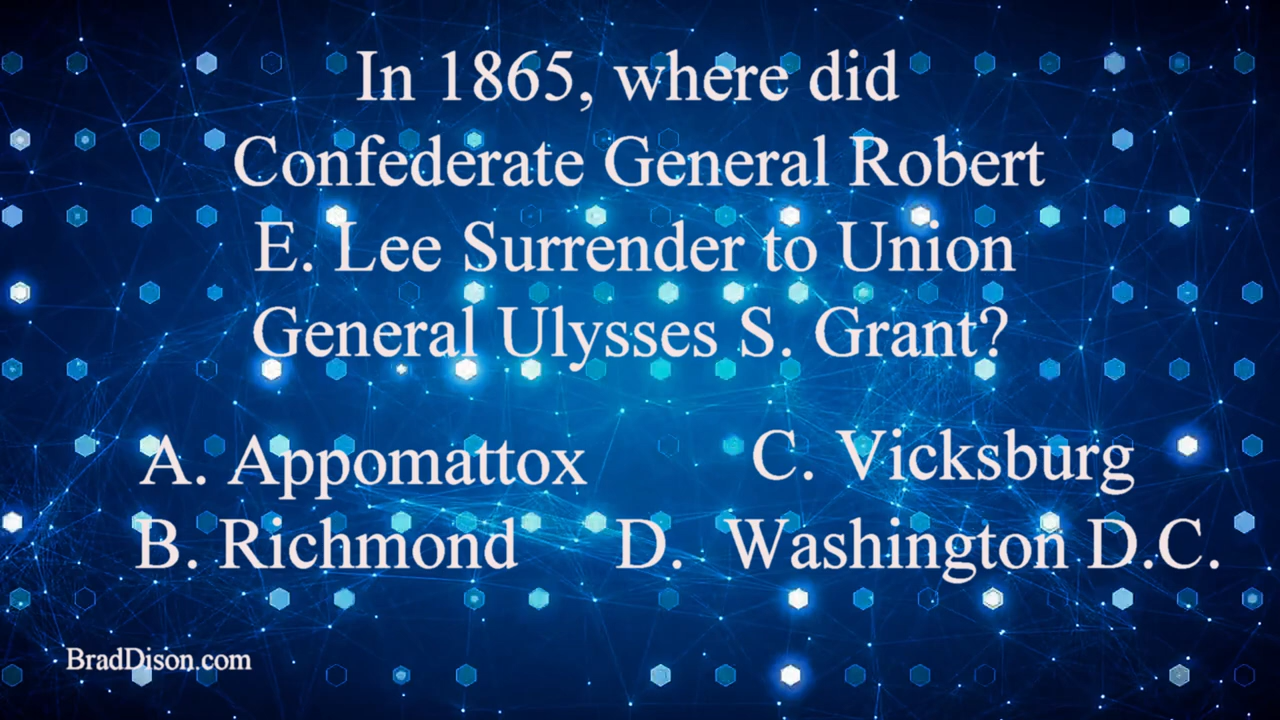 In 1865, where did
Confederate General Robert
E. Lee Surrender to Union
General Ulysses S. Grant?
A. Appomattox
C. Vicksburg
B. Richmond
D. Washington D.C.
BradDison.com